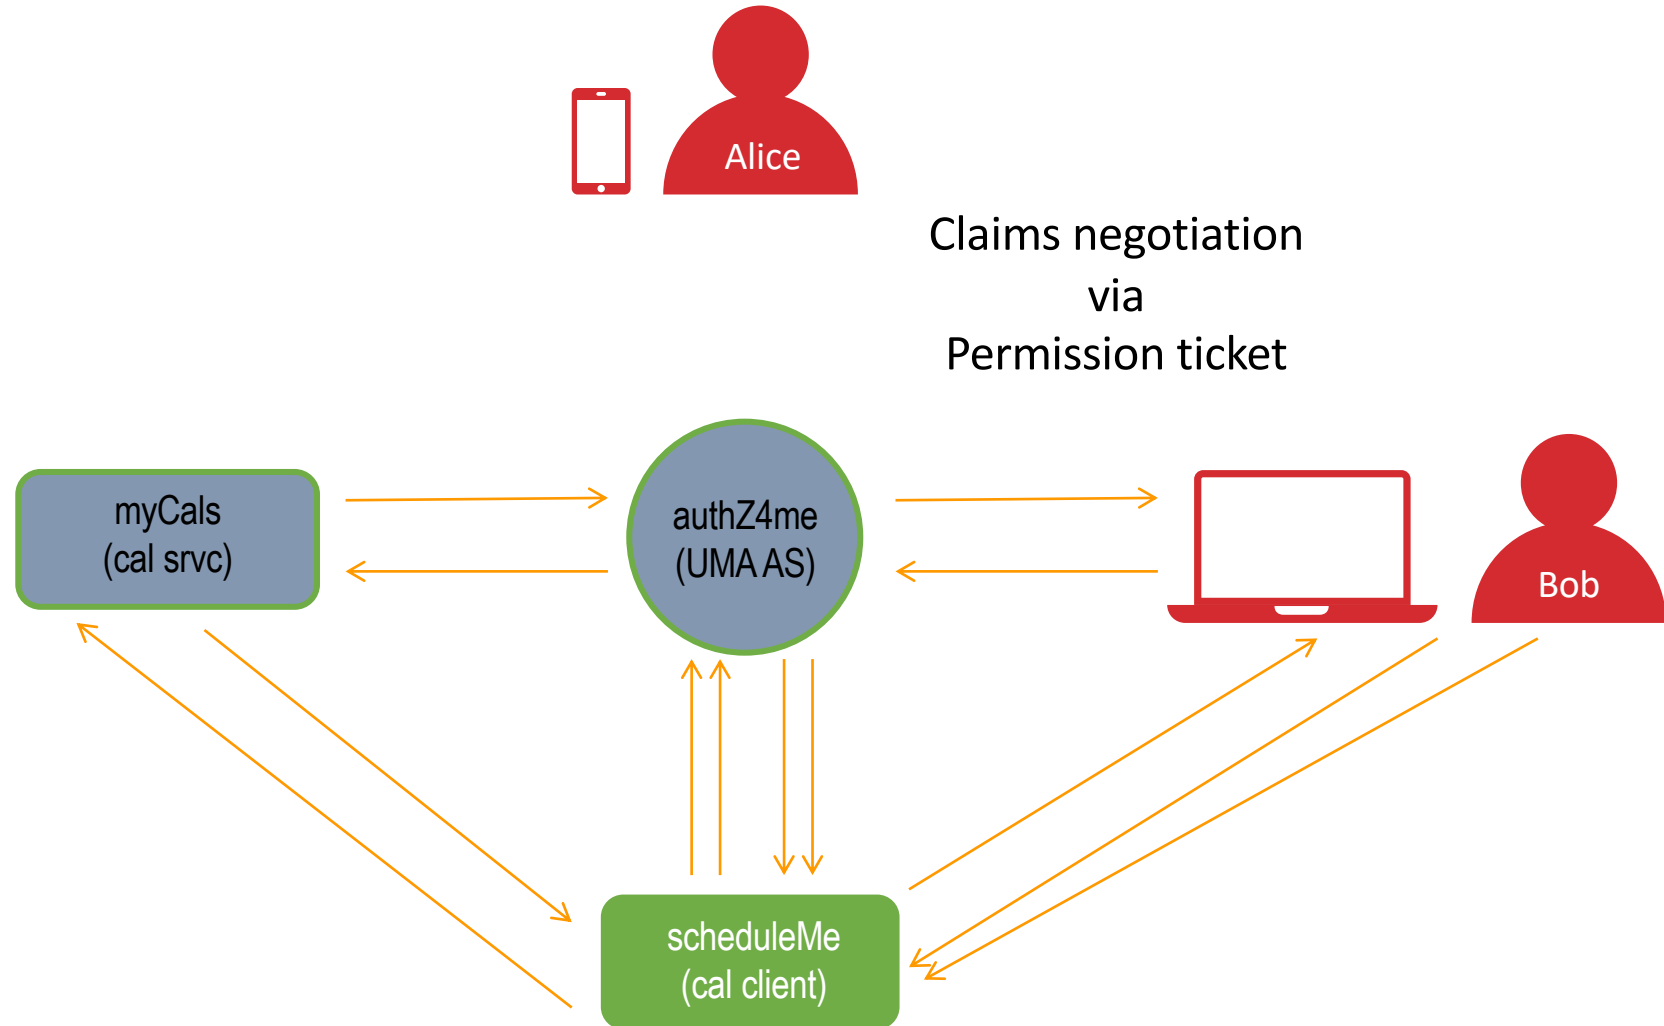 Alice
Claims negotiation
via
Permission ticket
myCals
(cal srvc)
authZ4me
(UMA AS)
Bob
scheduleMe
(cal client)